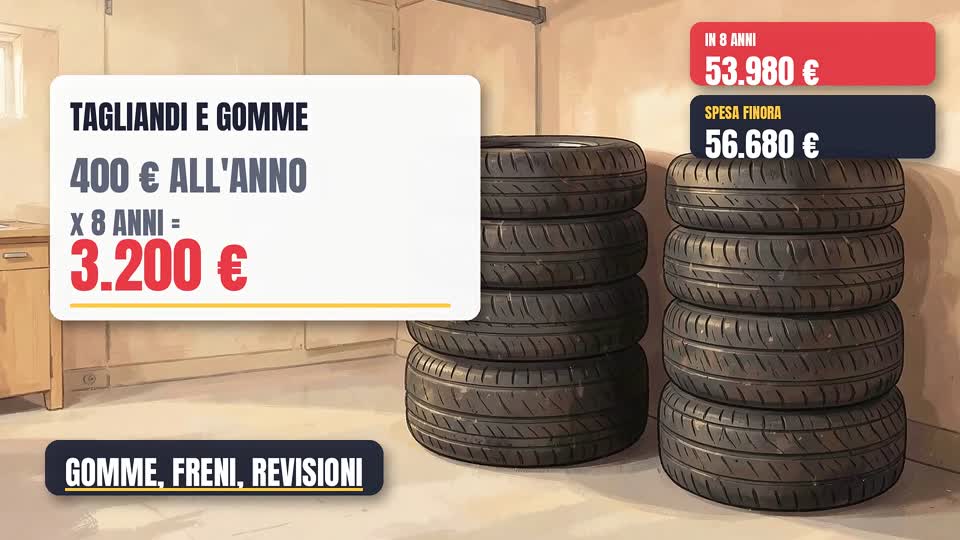 TAGLIANDI E GOMME
400 € ALL'ANNO
x 8 ANNI =
3.200 €
IN 8 ANNI
53.980 €
SPESA FINORA
56.680 €
GOMME, FRENI, REVISIONI